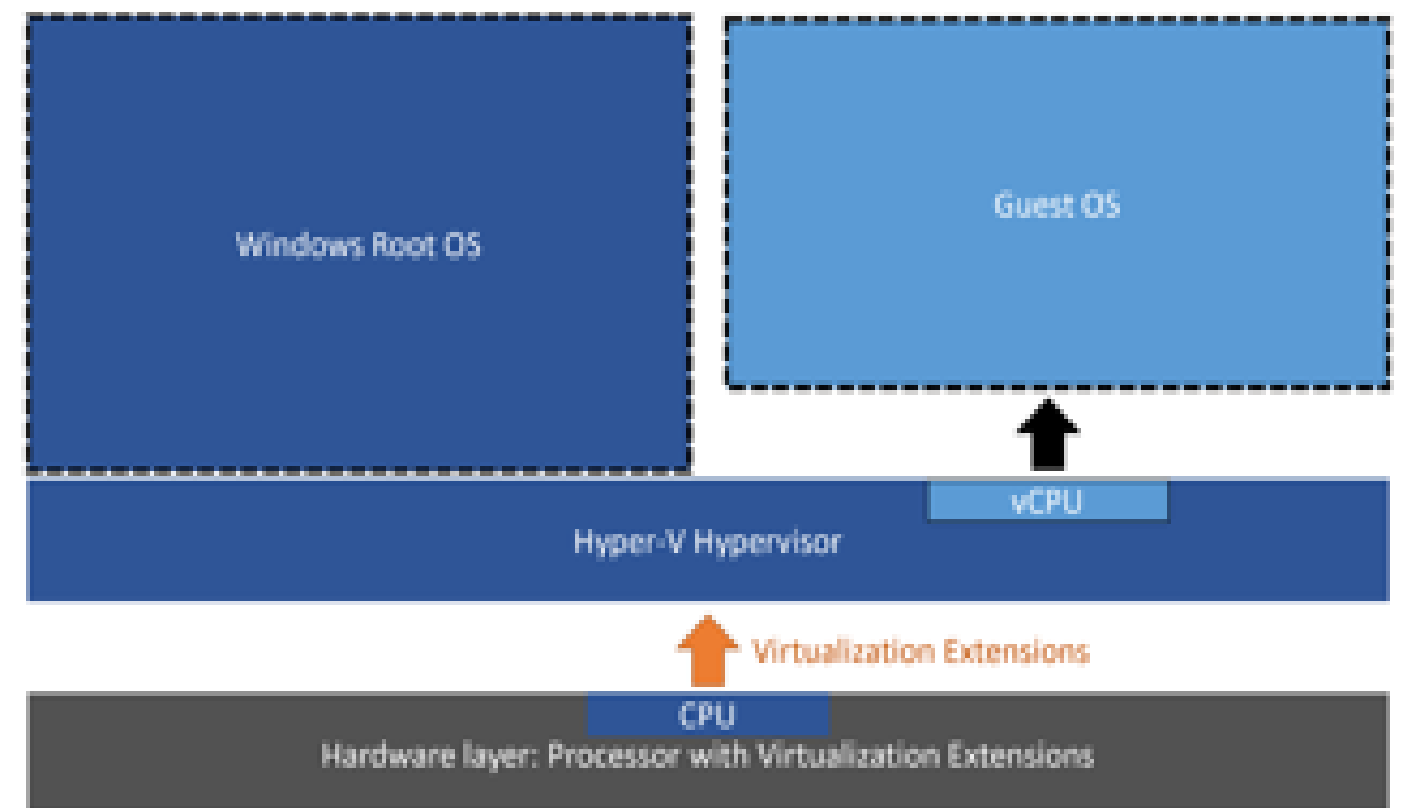 Windows Root OS
Guest OS
vCPU
Hyper-V Hypervisor
Virtualization Extensions
CPU
Hardware layer: Processor with Virtualization Extensions